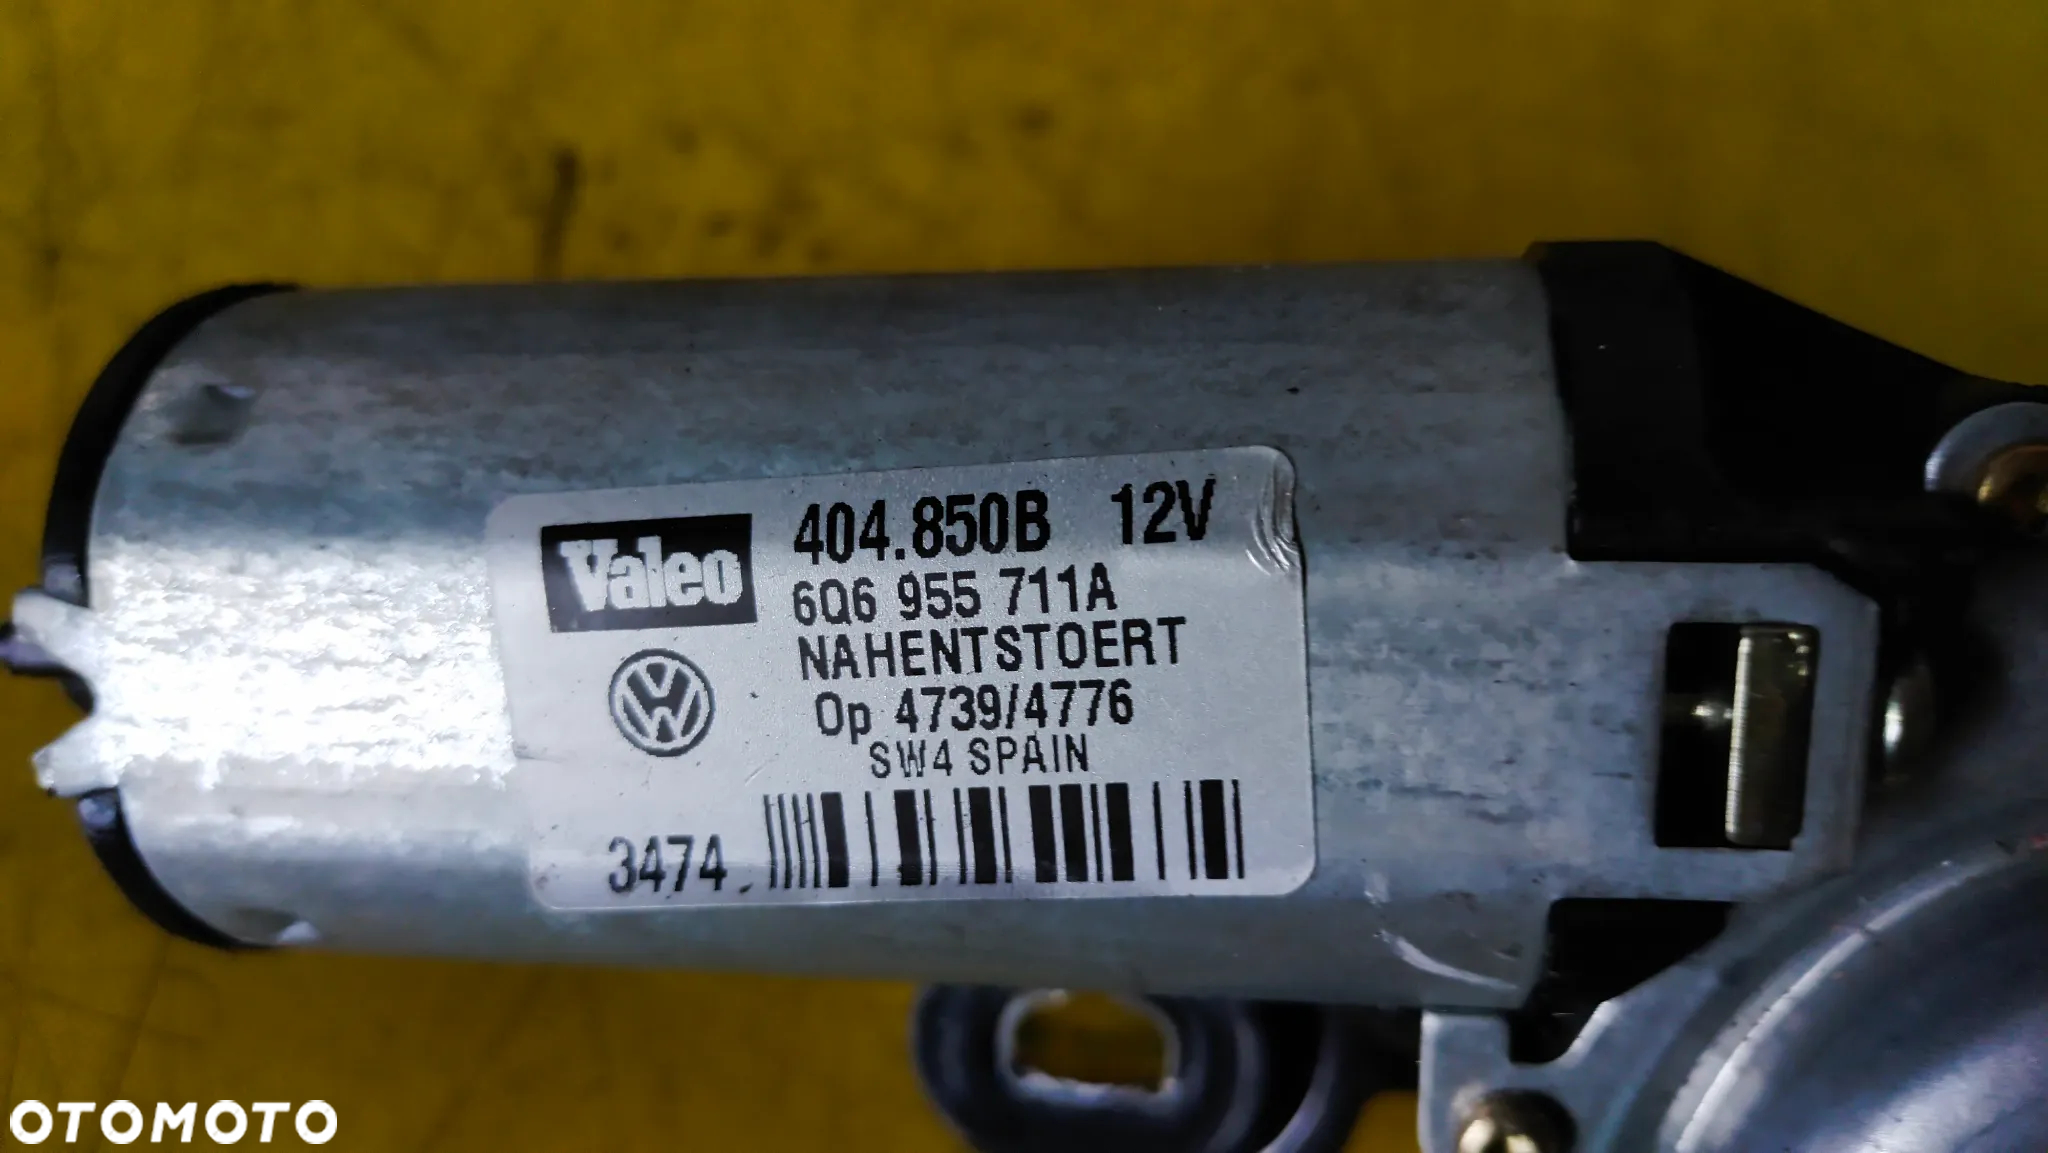 Valeo 404.850B 12V
6Q6 955 711A
NAHENTSTOERT
Op 4739/4776
SW4 SPAIN
3474.
OTOMOTO